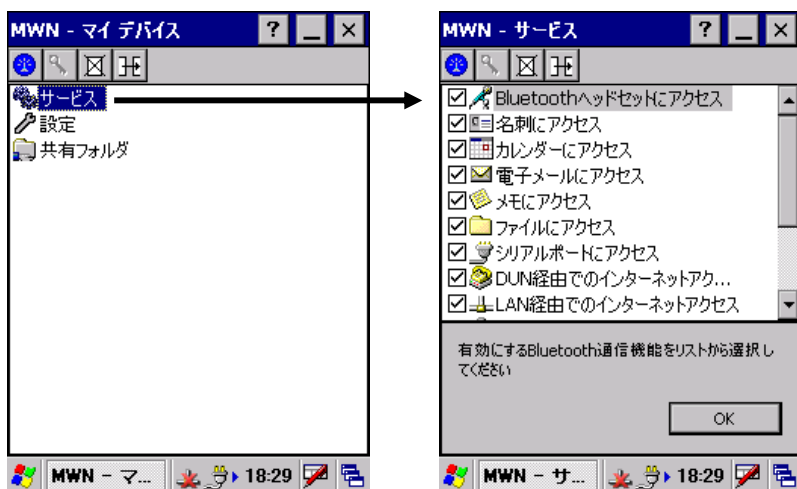 MWN - マイ デバイス
サービス
設定
共有フォルダ
MWN - マ... 18:29
MWN - サービス
Bluetoothヘッドセットにアクセス
名刺にアクセス
カレンダーにアクセス
電子メールにアクセス
メモにアクセス
ファイルにアクセス
シリアルポートにアクセス
DUN経由でのインターネットアク...
LAN経由でのインターネットアクセス
有効にするBluetooth通信機能をリストから選択し
てください
OK
MWN - サ... 18:29